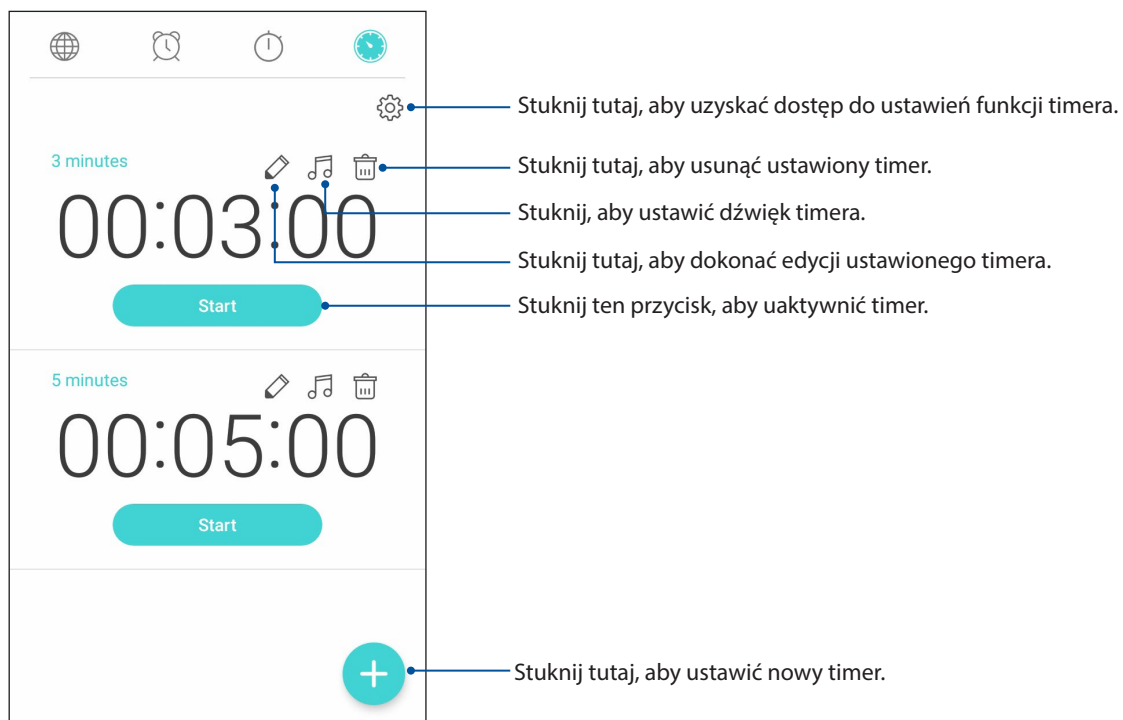 Stuknij tutaj, aby uzyskać dostęp do ustawień funkcji timera.
3 minutes
Stuknij tutaj, aby usunąć ustawiony timer.
00:03:00
Stuknij, aby ustawić dźwięk timera.
Stuknij tutaj, aby dokonać edycji ustawionego timera.
Start
Stuknij ten przycisk, aby uaktywnić timer.
5 minutes
00:05:00
Start
Stuknij tutaj, aby ustawić nowy timer.